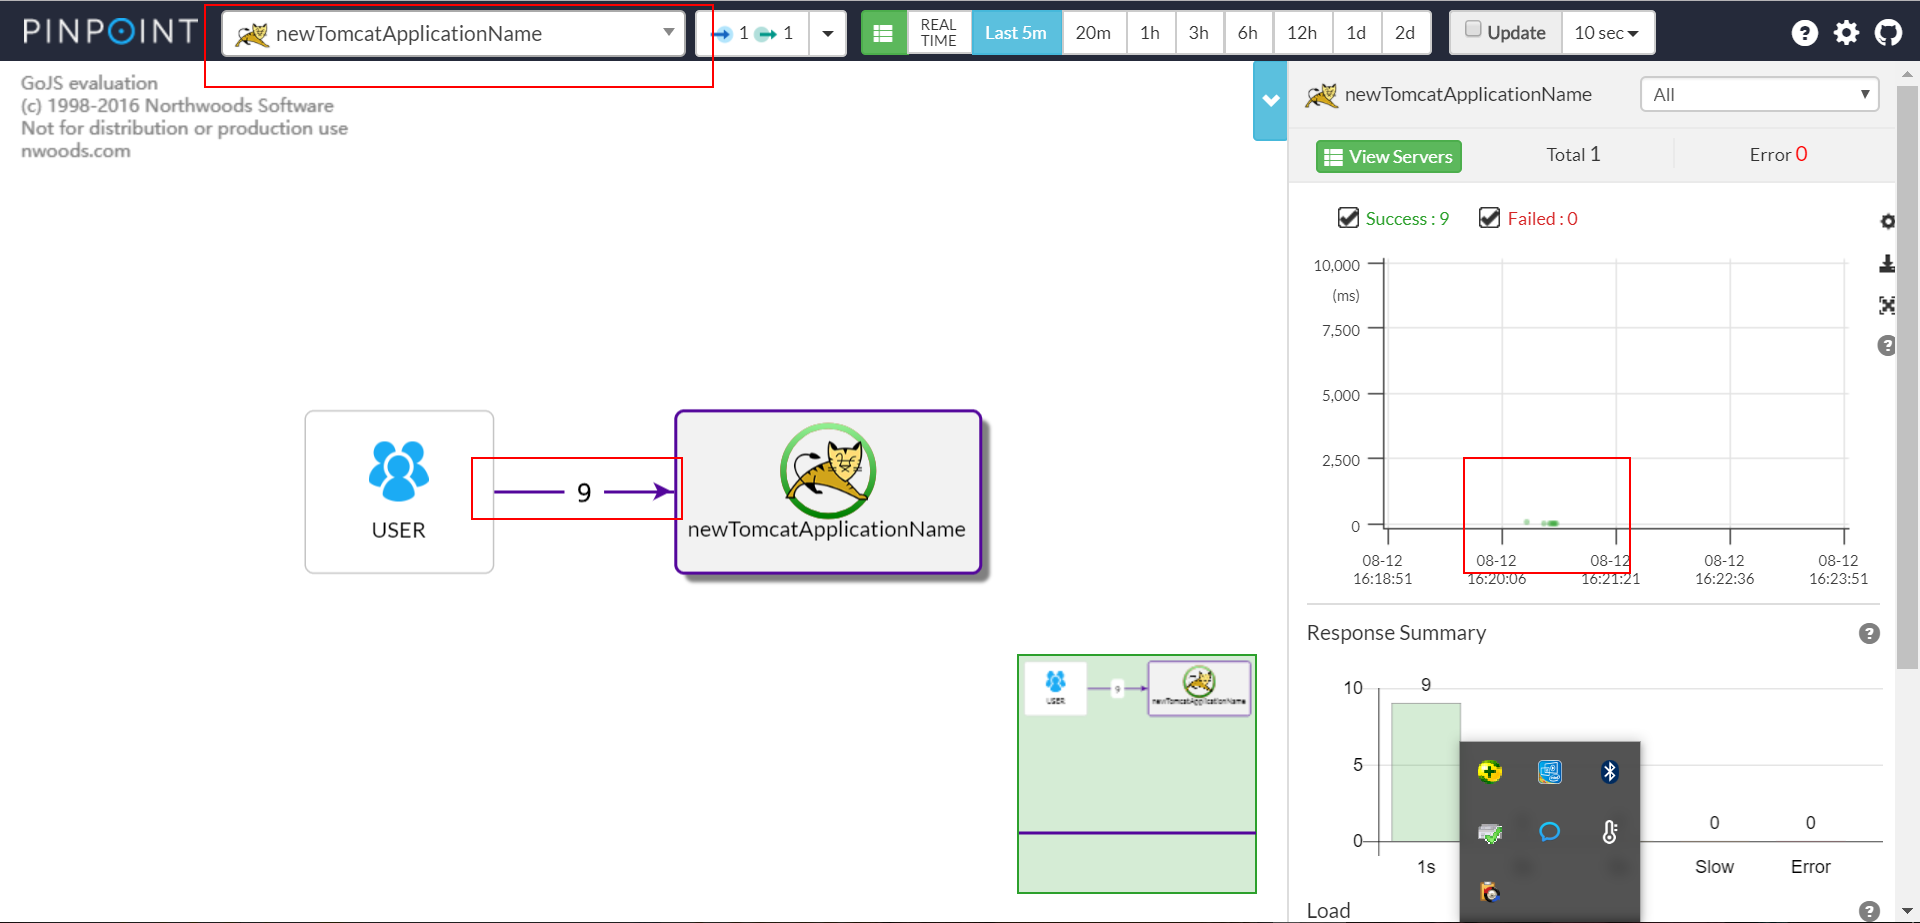 PINPOINT
newTomcatApplicationName
1 1
REAL TIME
Last 5m
20m
1h
3h
6h
12h
1d
2d
Update
10 sec
GoJS evaluation
(c) 1998-2016 Northwoods Software
Not for distribution or production use
nwoods.com
USER
9
newTomcatApplicationName
USER
9
newTomcatApplicationName
newTomcatApplicationName
All
View Servers
Total 1
Error 0
Success : 9
Failed : 0
10,000
(ms)
7,500
5,000
2,500
0
08-12 16:18:51
08-12 16:20:06
08-12 16:21:21
08-12 16:22:36
08-12 16:23:51
Response Summary
10
5
0
9
0
0
1s
Slow
Error
Load